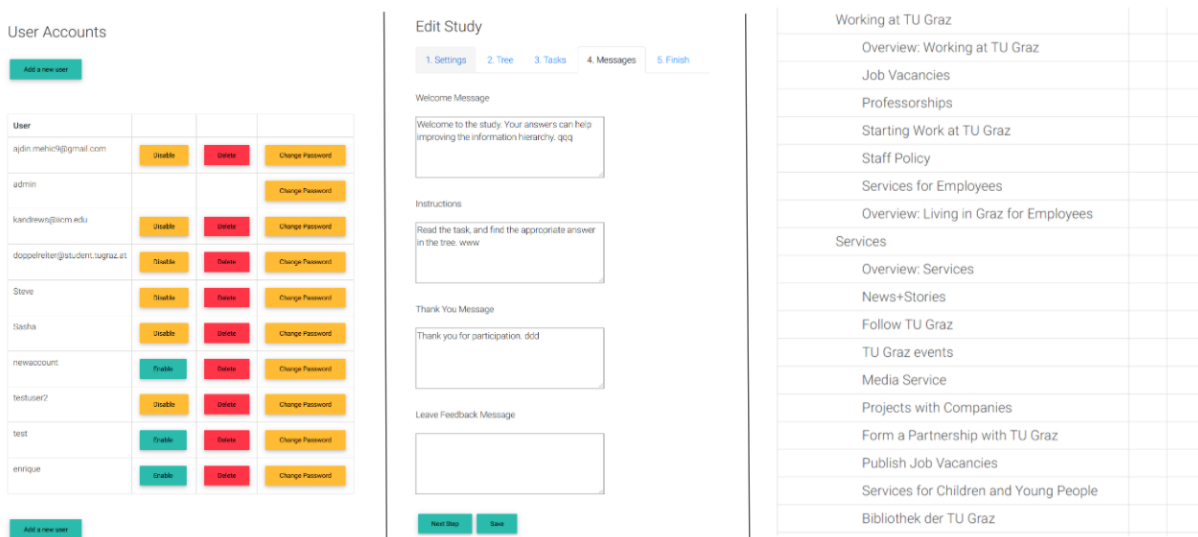 User Accounts
Add a new user
User
ajdin.mehic9@gmail.com Disable Delete Change Password
admin Change Password
kandrews@iicm.edu Disable Delete Change Password
doppelreiter@student.tugraz.at Disable Delete Change Password
Steve Disable Delete Change Password
Sasha Disable Delete Change Password
newaccount Enable Delete Change Password
testuser2 Disable Delete Change Password
test Enable Delete Change Password
enrique Enable Delete Change Password
Add a new user
Edit Study
1. Settings 2. Tree 3. Tasks 4. Messages 5. Finish
Welcome Message
Welcome to the study. Your answers can help
improving the information hierarchy. qqq
Instructions
Read the task, and find the appropriate answer
in the tree. www
Thank You Message
Thank you for participation. ddd
Leave Feedback Message
Next Step Save
Working at TU Graz
Overview: Working at TU Graz
Job Vacancies
Professorships
Starting Work at TU Graz
Staff Policy
Services for Employees
Overview: Living in Graz for Employees
Services
Overview: Services
News+Stories
Follow TU Graz
TU Graz events
Media Service
Projects with Companies
Form a Partnership with TU Graz
Publish Job Vacancies
Services for Children and Young People
Bibliothek der TU Graz